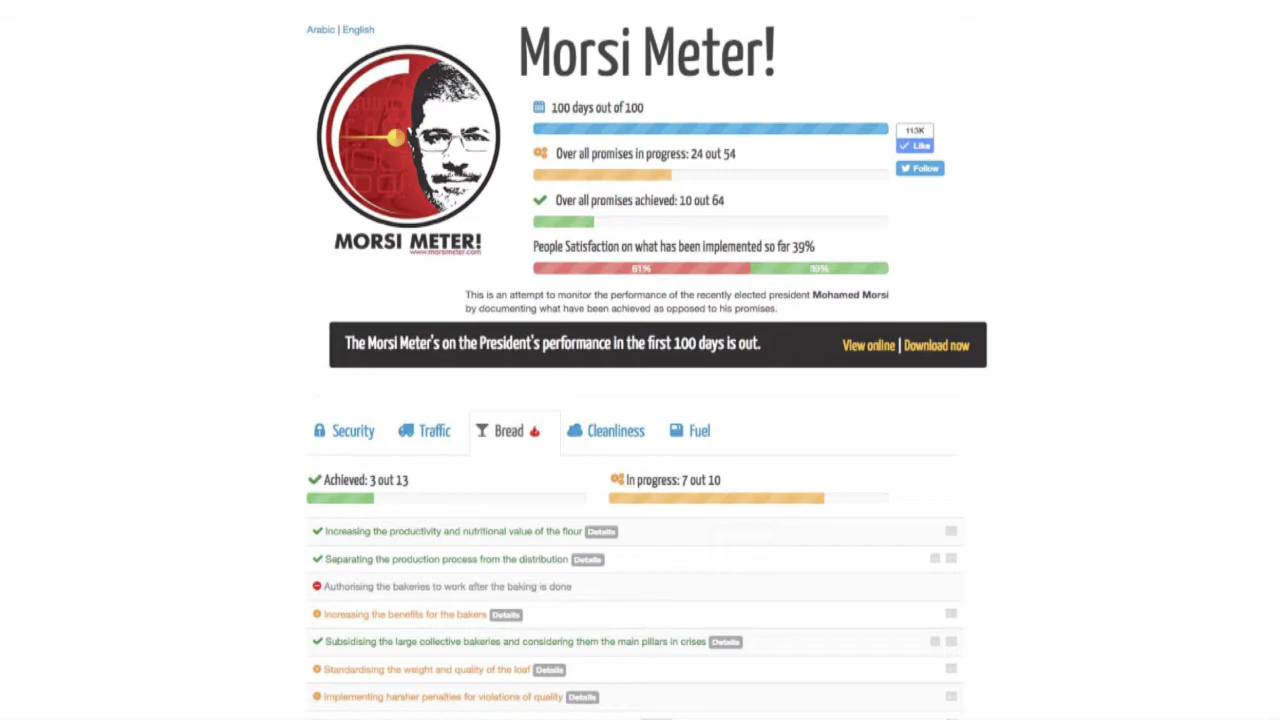 Arabic | English
Morsi Meter!
100 days out of 100
113K
Like
Over all promises in progress: 24 out 54
Follow
Over all promises achieved: 10 out 64
MORSI METER!
www.morsimeter.com
People Satisfaction on what has been implemented so far 39%
61% 39%
This is an attempt to monitor the performance of the recently elected president Mohamed Morsi
by documenting what have been achieved as opposed to his promises.
The Morsi Meter's on the President's performance in the first 100 days is out. View online | Download now
Security Traffic Bread Cleanliness Fuel
Achieved: 3 out 13 In progress: 7 out 10
Increasing the productivity and nutritional value of the flour Details
Separating the production process from the distribution Details
Authorising the bakeries to work after the baking is done
Increasing the benefits for the bakers Details
Subsidising the large collective bakeries and considering them the main pillars in crises Details
Standardising the weight and quality of the loaf Details
Implementing harsher penalties for violations of quality Details